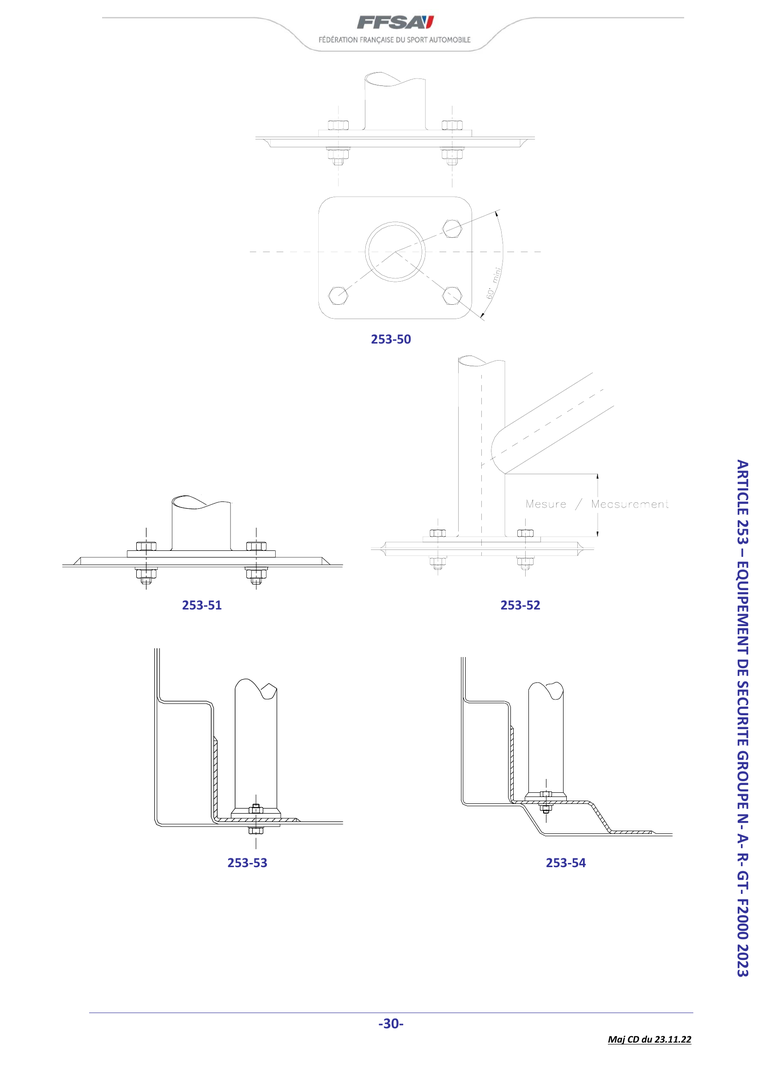 FFSA
FÉDÉRATION FRANÇAISE DU SPORT AUTOMOBILE
60° mini
253-50
Mesure / Measurement
253-51
253-52
253-53
253-54
ARTICLE 253 – EQUIPEMENT DE SECURITE GROUPE N- A- R- GT- F2000 2023
-30-
Maj CD du 23.11.22